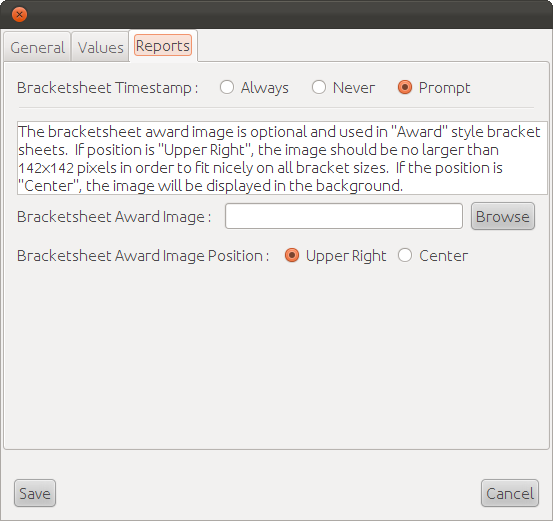 General Values Reports
Bracketsheet Timestamp : Always Never Prompt
The bracketsheet award image is optional and used in "Award" style bracket
sheets.  If position is "Upper Right", the image should be no larger than
142x142 pixels in order to fit nicely on all bracket sizes.  If the position is
"Center", the image will be displayed in the background.
Bracketsheet Award Image : Browse
Bracketsheet Award Image Position : Upper Right Center
Save Cancel